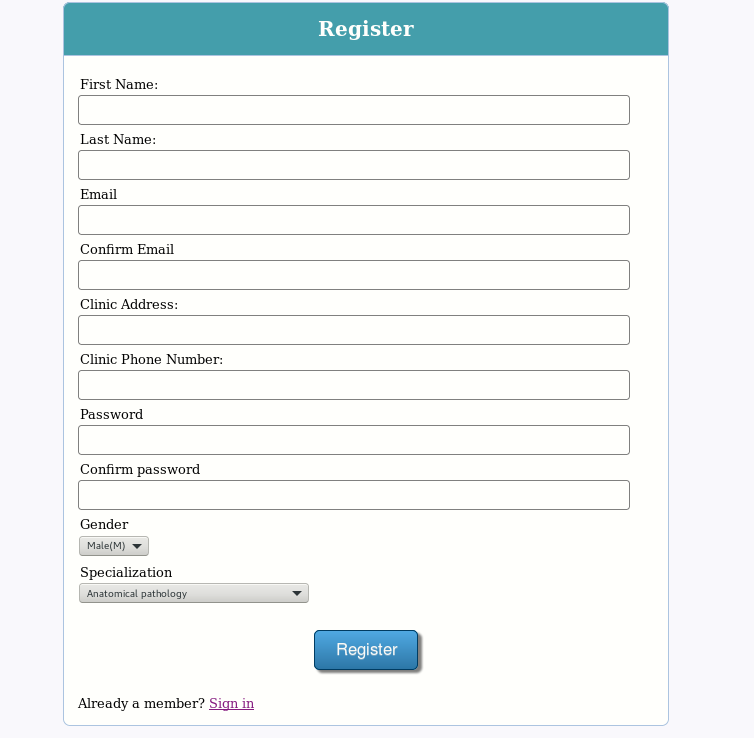 Register
First Name:
Last Name:
Email
Confirm Email
Clinic Address:
Clinic Phone Number:
Password
Confirm password
Gender
Male(M)
Specialization
Anatomical pathology
Register
Already a member? Sign in